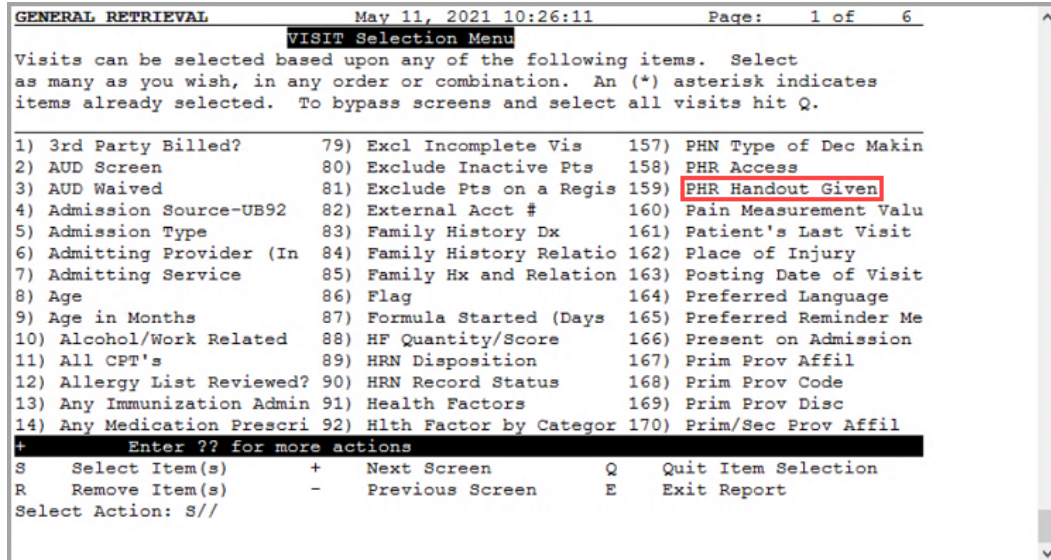 GENERAL RETRIEVAL May 11, 2021 10:26:11 Page: 1 of 6
VISIT Selection Menu
Visits can be selected based upon any of the following items. Select
as many as you wish, in any order or combination. An (*) asterisk indicates
items already selected. To bypass screens and select all visits hit Q.
1) 3rd Party Billed? 79) Excl Incomplete Vis 157) PHN Type of Dec Makin
2) AUD Screen 80) Exclude Inactive Pts 158) PHR Access
3) AUD Waived 81) Exclude Pts on a Regis 159) PHR Handout Given
4) Admission Source-UB92 82) External Acct # 160) Pain Measurement Valu
5) Admission Type 83) Family History Dx 161) Patient's Last Visit
6) Admitting Provider (In 84) Family History Relatio 162) Place of Injury
7) Admitting Service 85) Family Hx and Relation 163) Posting Date of Visit
8) Age 86) Flag 164) Preferred Language
9) Age in Months 87) Formula Started (Days 165) Preferred Reminder Me
10) Alcohol/Work Related 88) HF Quantity/Score 166) Present on Admission
11) All CPT's 89) HRN Disposition 167) Prim Prov Affil
12) Allergy List Reviewed? 90) HRN Record Status 168) Prim Prov Code
13) Any Immunization Admin 91) Health Factors 169) Prim Prov Disc
14) Any Medication Prescri 92) Hlth Factor by Categor 170) Prim/Sec Prov Affil
+ Enter ?? for more actions
S Select Item(s) + Next Screen Q Quit Item Selection
R Remove Item(s) - Previous Screen E Exit Report
Select Action: S//